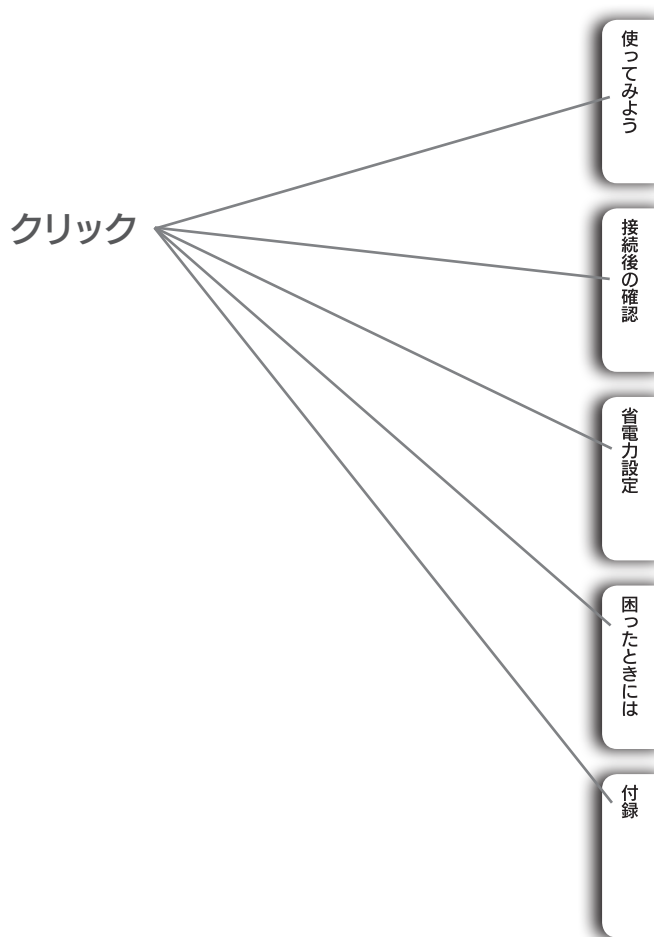 クリック
使ってみよう
接続後の確認
省電力設定
困ったときには
付録